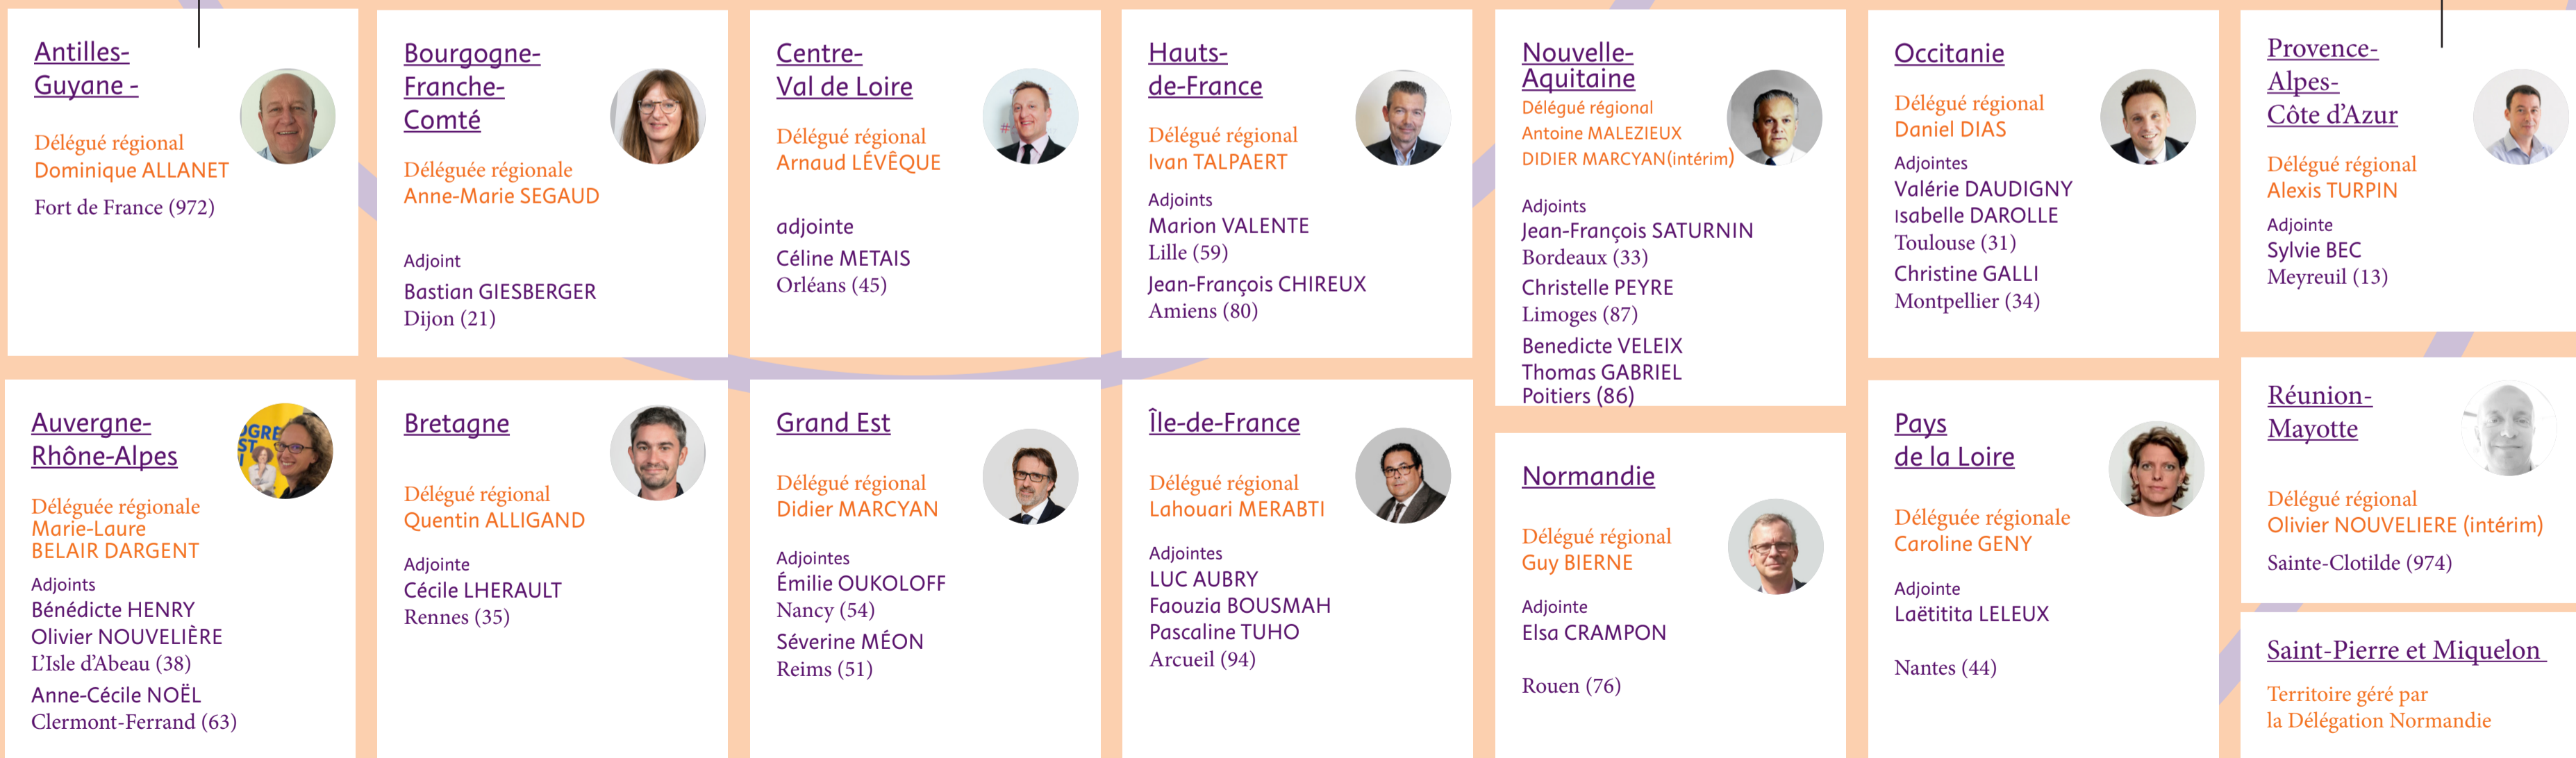 Antilles-
Guyane -
Délégué régional
Dominique ALLANET
Fort de France (972)
Bourgogne-
Franche-
Comté
Déléguée régionale
Anne-Marie SEGAUD
Adjoint
Bastian GIESBERGER
Dijon (21)
Centre-
Val de Loire
Délégué régional
Arnaud LÉVÊQUE
adjointe
Céline METAIS
Orléans (45)
Hauts-
de-France
Délégué régional
Ivan TALPAERT
Adjoints
Marion VALENTE
Lille (59)
Jean-François CHIREUX
Amiens (80)
Nouvelle-
Aquitaine
Délégué régional
Antoine MALEZIEUX
DIDIER MARCYAN(intérim)
Adjoints
Jean-François SATURNIN
Bordeaux (33)
Christelle PEYRE
Limoges (87)
Benedicte VELEIX
Thomas GABRIEL
Poitiers (86)
Occitanie
Délégué régional
Daniel DIAS
Adjointes
Valérie DAUDIGNY
Isabelle DAROLLE
Toulouse (31)
Christine GALLI
Montpellier (34)
Provence-
Alpes-
Côte d'Azur
Délégué régional
Alexis TURPIN
Adjointe
Sylvie BEC
Meyreuil (13)
Auvergne-
Rhône-Alpes
Déléguée régionale
Marie-Laure
BELAIR DARGENT
Adjoints
Bénédicte HENRY
Olivier NOUVELIÈRE
L'Isle d'Abeau (38)
Anne-Cécile NOËL
Clermont-Ferrand (63)
Bretagne
Délégué régional
Quentin ALLIGAND
Adjointe
Cécile LHERAULT
Rennes (35)
Grand Est
Délégué régional
Didier MARCYAN
Adjointes
Émilie OUKOLOFF
Nancy (54)
Séverine MÉON
Reims (51)
Île-de-France
Délégué régional
Lahouari MERABTI
Adjointes
LUC AUBRY
Faouzia BOUSMAH
Pascaline TUHO
Arcueil (94)
Normandie
Délégué régional
Guy BIERNE
Adjointe
Elsa CRAMPON
Rouen (76)
Pays
de la Loire
Déléguée régionale
Caroline GENY
Adjointe
Laëtitita LELEUX
Nantes (44)
Réunion-
Mayotte
Délégué régional
Olivier NOUVELIERE (intérim)
Sainte-Clotilde (974)
Saint-Pierre et Miquelon
Territoire géré par
la Délégation Normandie